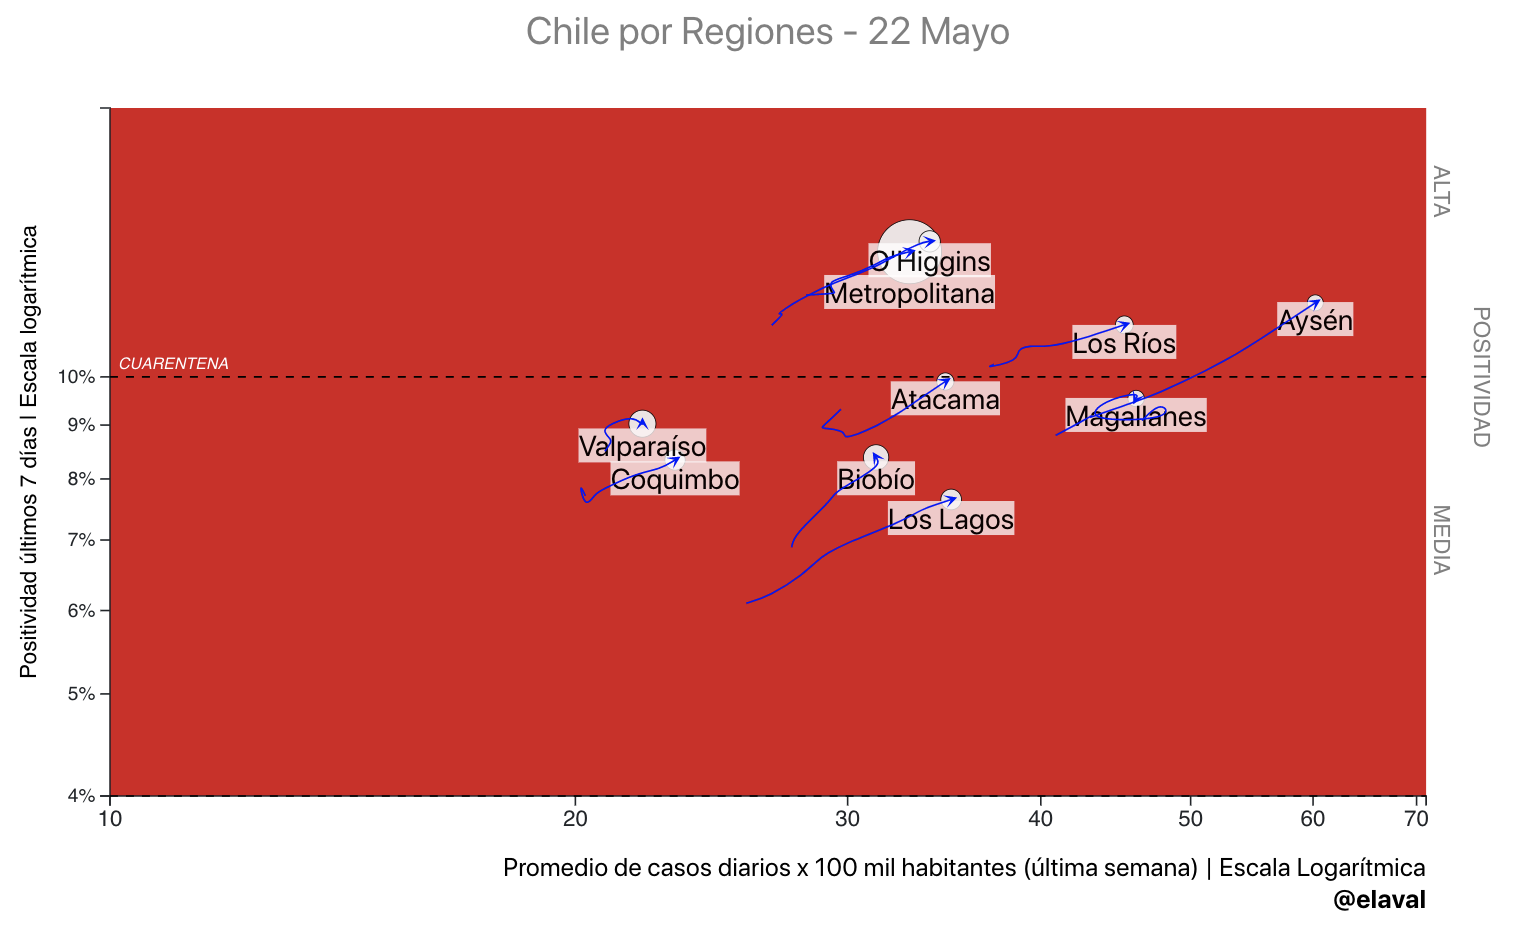 Chile por Regiones - 22 Mayo
Positividad últimos 7 días I Escala logarítmica
ALTA
POSITIVIDAD
MEDIA
CUARENTENA
10%
9%
8%
7%
6%
5%
4%
O'Higgins
Metropolitana
Aysén
Los Ríos
Atacama
Magallanes
Valparaíso
Coquimbo
Biobío
Los Lagos
10 20 30 40 50 60 70
Promedio de casos diarios x 100 mil habitantes (última semana) | Escala Logarítmica
@elaval